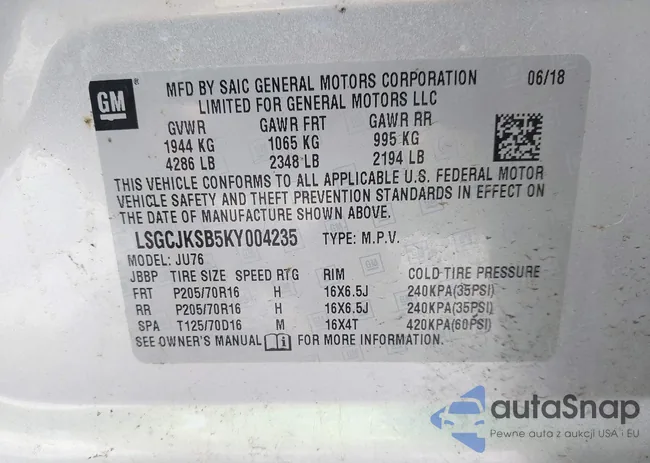 GM ®
MFD BY SAIC GENERAL MOTORS CORPORATION 06/18
LIMITED FOR GENERAL MOTORS LLC
GVWR GAWR FRT GAWR RR
1944 KG 1065 KG 995 KG
4286 LB 2348 LB 2194 LB
THIS VEHICLE CONFORMS TO ALL APPLICABLE U.S. FEDERAL MOTOR
VEHICLE SAFETY AND THEFT PREVENTION STANDARDS IN EFFECT ON
THE DATE OF MANUFACTURE SHOWN ABOVE.
LSGCJKSB5KY004235 TYPE: M.P.V.
MODEL: JU76
JBBP TIRE SIZE SPEED RTG RIM COLD-TIRE PRESSURE
FRT P205/70R16 H 16X6.5J 240KPA(35PSI)
RR P205/70R16 H 16X6.5J 240KPA(35PSI)
SPA T125/70D16 M 16X4T 420KPA(60PSI)
SEE OWNER'S MANUAL i FOR MORE INFORMATION.
autaSnap
Pewne auta z aukcji USA i EU